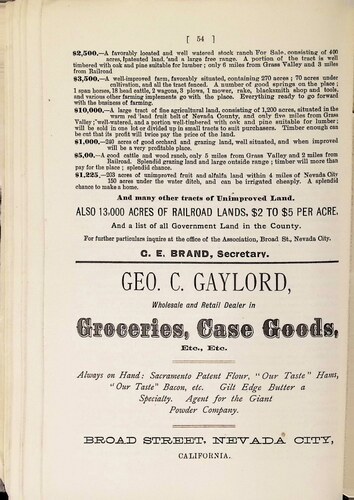 [ 54 ]
$2,500.—A favorably located and well watered stock ranch For Sale, consisting of 400
acres, patented land, and a large free range. A portion of the tract is well
timbered with oak and pine suitable for lumber; only 6 miles from Grass Valley and 3 miles
from Railroad
$3,500.—A well-improved farm, favorably situated, containing 270 acres; 70 acres under
cultivation, and all the tract fenced. A number of good springs on the place;
1 span horses, 18 head cattle, 2 wagons, 3 plows, 1 mower, rake, blacksmith shop and tools,
and various other farming implements go with the place. Everything ready to go forward
with the business of farming.
$10,000.—A large tract of fine agricultural land, consisting of 1,200 acres, situated in the
warm red land fruit belt of Nevada County, and only five miles from Grass
Valley; well-watered, and a portion well-timbered with oak and pine suitable for lumber;
will be sold in one lot or divided up in small tracts to suit purchasers. Timber enough can
be cut that its profit will twice pay the price of the land.
$1,000.—240 acres of good orchard and grazing land, well situated, and when improved
will be a very profitable place.
$5,00.—A good cattle and wood ranch, only 5 miles from Grass Valley and 2 miles from
Railroad. Splendid grazing land and large outside range; timber will more than
pay for the place; splendid chance.
$1,225.—203 acres of unimproved fruit and alfalfa land within 4 miles of Nevada City
150 acres under the water ditch, and can be irrigated cheaply. A splendid
chance to make a home.
And many other tracts of Unimproved Land.
ALSO 13,000 ACRES OF RAILROAD LANDS, $2 TO $5 PER ACRE,
And a list of all Government Land in the County.
For further particulars inquire at the office of the Association, Broad St., Nevada City.
C. E. BRAND, Secretary.
GEO. C. GAYLORD,
Wholesale and Retail Dealer in
Groceries, Case Goods,
Etc., Etc.
Always on Hand: Sacramento Patent Flour, "Our Taste" Hams,
"Our Taste" Bacon, etc. Gilt Edge Butter a
Specialty. Agent for the Giant
Powder Company.
BROAD STREET, NEVADA CITY,
CALIFORNIA.